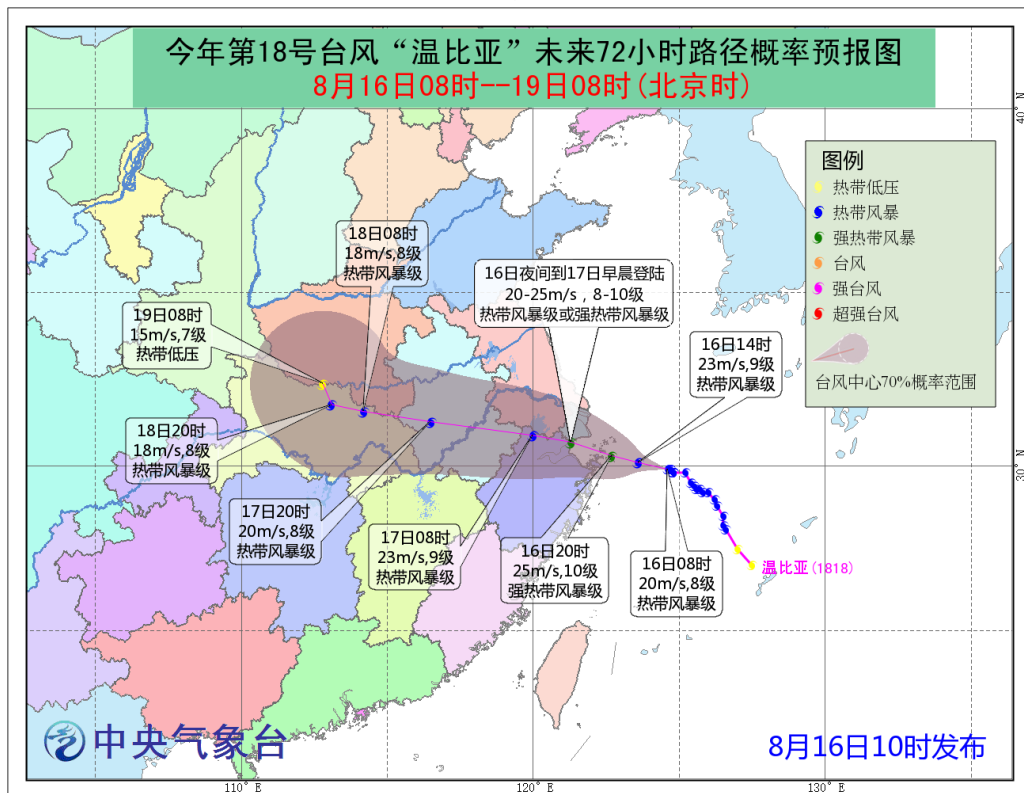 今年第18号台风“温比亚”未来72小时路径概率预报图
8月16日08时--19日08时(北京时)
40° N
图例
热带低压
热带风暴
强热带风暴
台风
强台风
超强台风
台风中心70%概率范围
18日08时
18m/s,8级
热带风暴级
16日夜间到17日早晨登陆
20-25m/s，8-10级
热带风暴级或强热带风暴级
19日08时
15m/s,7级
热带低压
16日14时
23m/s,9级
热带风暴级
18日20时
18m/s,8级
热带风暴级
30° N
17日20时
20m/s,8级
热带风暴级
17日08时
23m/s,9级
热带风暴级
16日20时
25m/s,10级
强热带风暴级
16日08时
20m/s,8级
热带风暴级
温比亚(1818)
中央气象台
8月16日10时发布
110° E
120° E
130° E